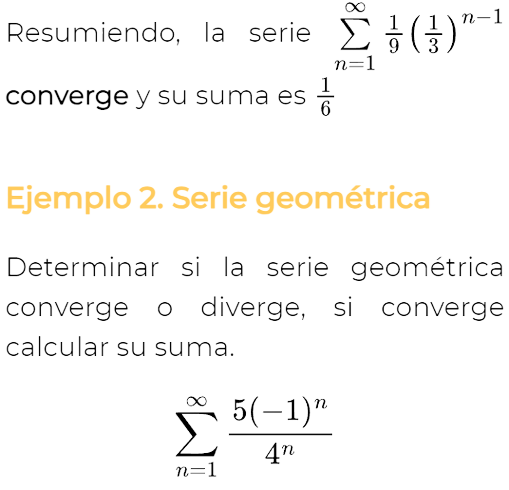 Resumiendo, la serie $\sum_{n=1}^{\infty} \frac{1}{9} \left( \frac{1}{3} \right)^{n-1}$
converge y su suma es $\frac{1}{6}$
Ejemplo 2. Serie geométrica
Determinar si la serie geométrica
converge o diverge, si converge
calcular su suma.
$\sum_{n=1}^{\infty} \frac{5(-1)^n}{4^n}$